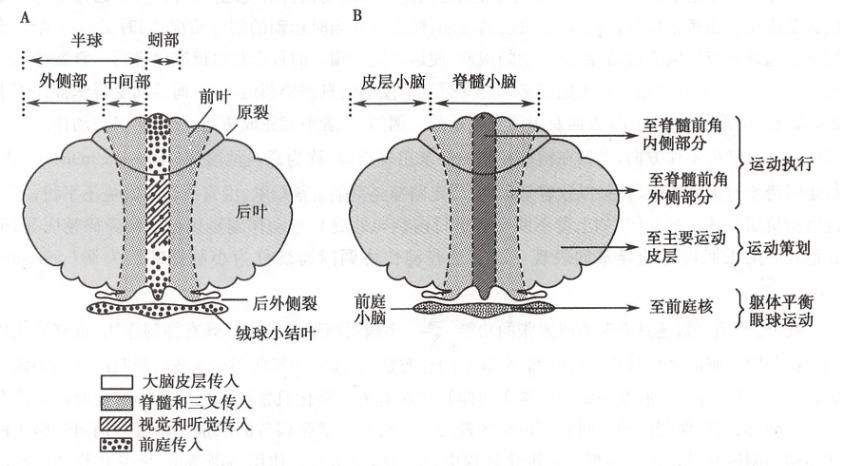 A
半球
蚓部
外侧部
中间部
前叶
原裂
后叶
后外侧裂
绒球小结叶
大脑皮层传入
脊髓和三叉传入
视觉和听觉传入
前庭传入
B
皮层小脑
脊髓小脑
至脊髓前角
内侧部分
运动执行
至脊髓前角
外侧部分
至主要运动
皮层
运动策划
前庭
小脑
至前庭核
躯体平衡
眼球运动